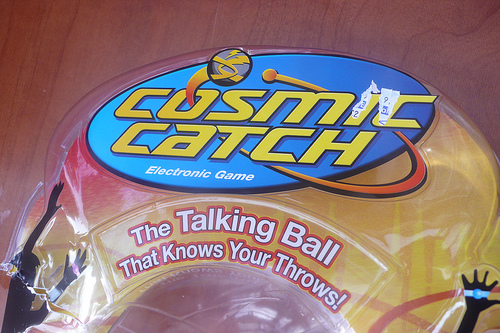 COSMIC
CATCH
Electronic Game
The Talking Ball
That Knows Your Throws!